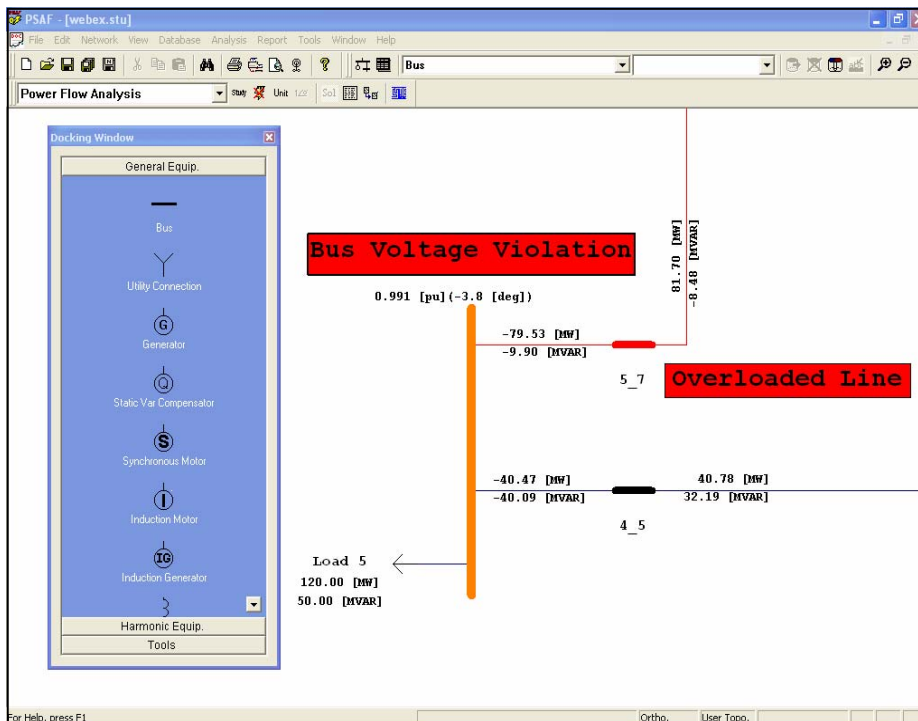 PSAF - [webex.stu]
File Edit Network View Database Analysis Report Tools Window Help
Bus
Power Flow Analysis
Study
Unit
Sol
Docking Window
General Equip.
Bus
Utility Connection
G
Generator
Q
Static Var Compensator
S
Synchronous Motor
I
Induction Motor
IG
Induction Generator
Harmonic Equip.
Tools
Bus Voltage Violation
0.991 [pu](-3.8 [deg])
81.70 [MW]
-8.48 [MVAR]
-79.53 [MW]
-9.90 [MVAR]
5_7
Overloaded Line
-40.47 [MW]
-40.09 [MVAR]
40.78 [MW]
32.19 [MVAR]
4_5
Load 5
120.00 [MW]
50.00 [MVAR]
For Help, press F1
Ortho.
User Topo.